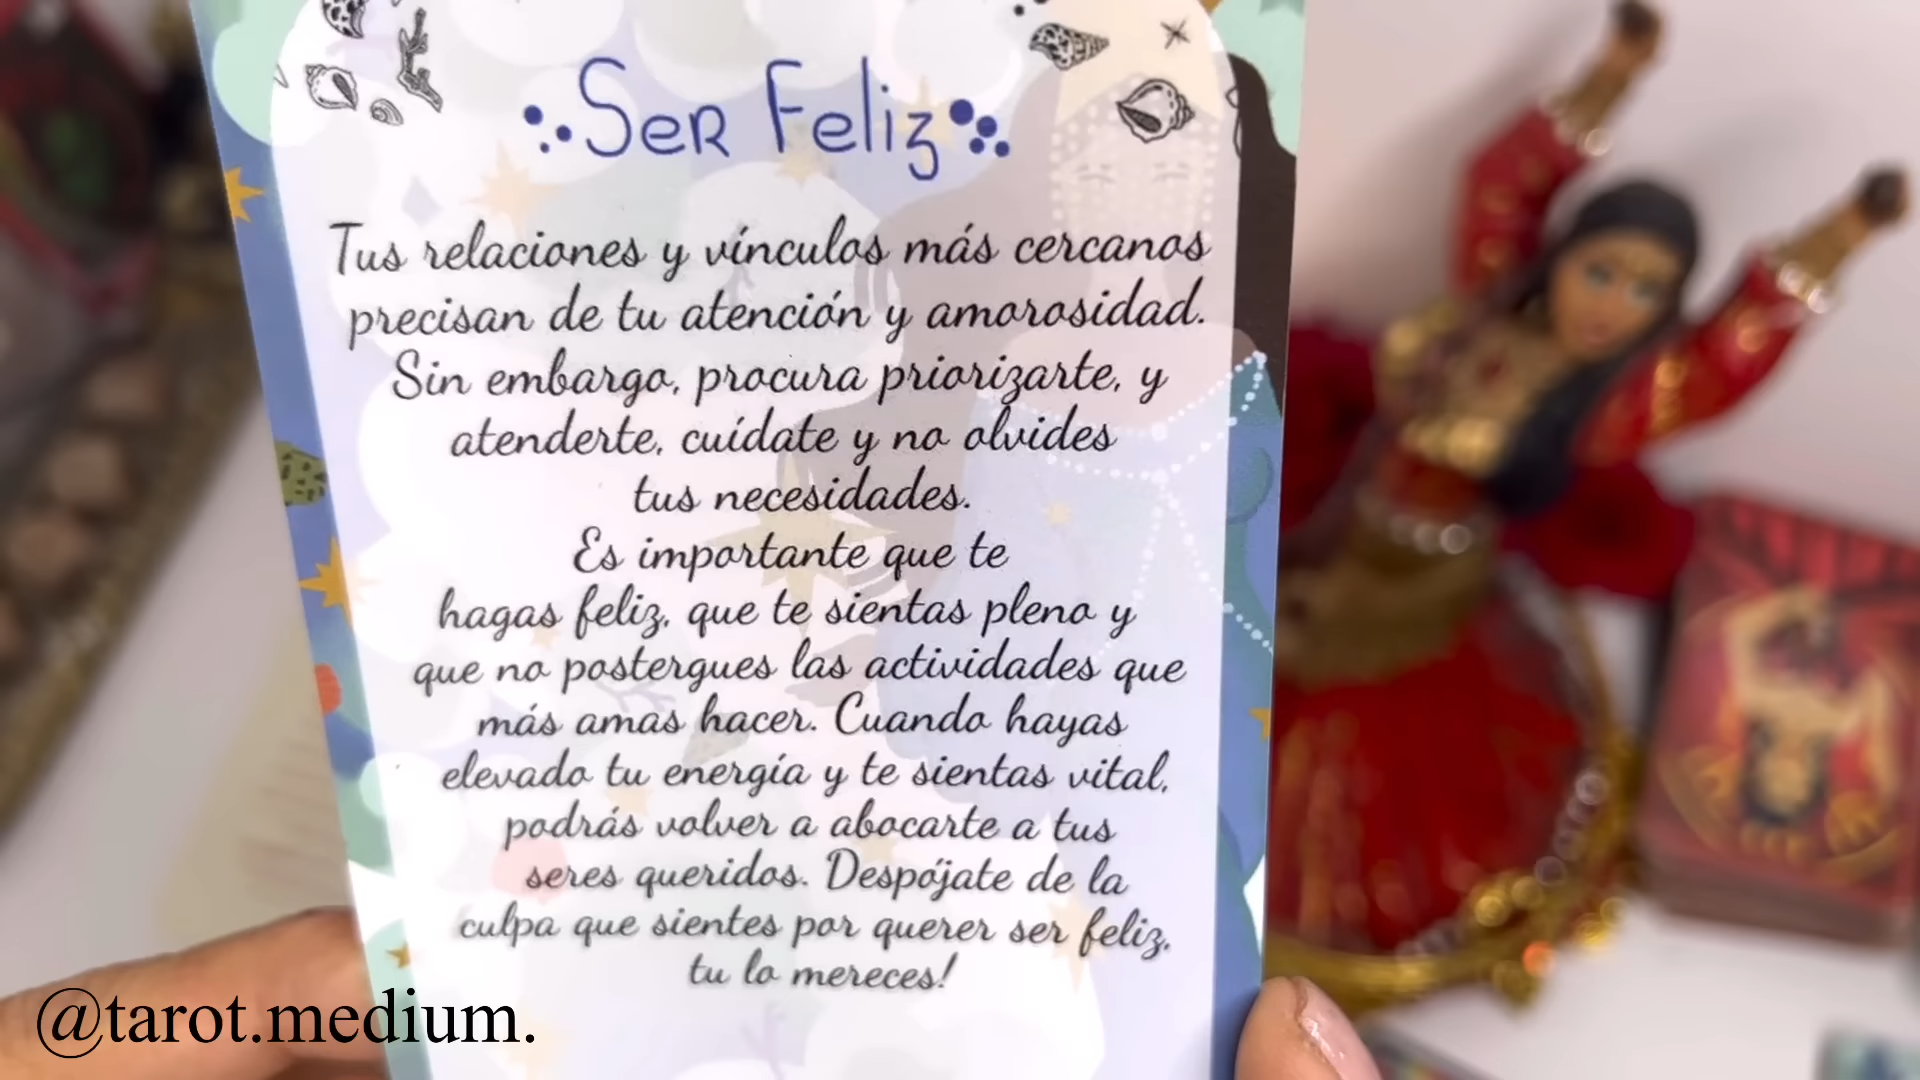 Ser Feliz
Tus relaciones y vínculos más cercanos
precisan de tu atención y amorosidad.
Sin embargo, procura priorizarte, y
atenderte, cuídate y no olvides
tus necesidades.
Es importante que te
hagas feliz, que te sientas pleno y
que no postergues las actividades que
más amas hacer. Cuando hayas
elevado tu energía y te sientas vital,
podrás volver a abocarte a tus
seres queridos. Despójate de la
culpa que sientes por querer ser feliz,
tu lo mereces!
@tarot.medium.